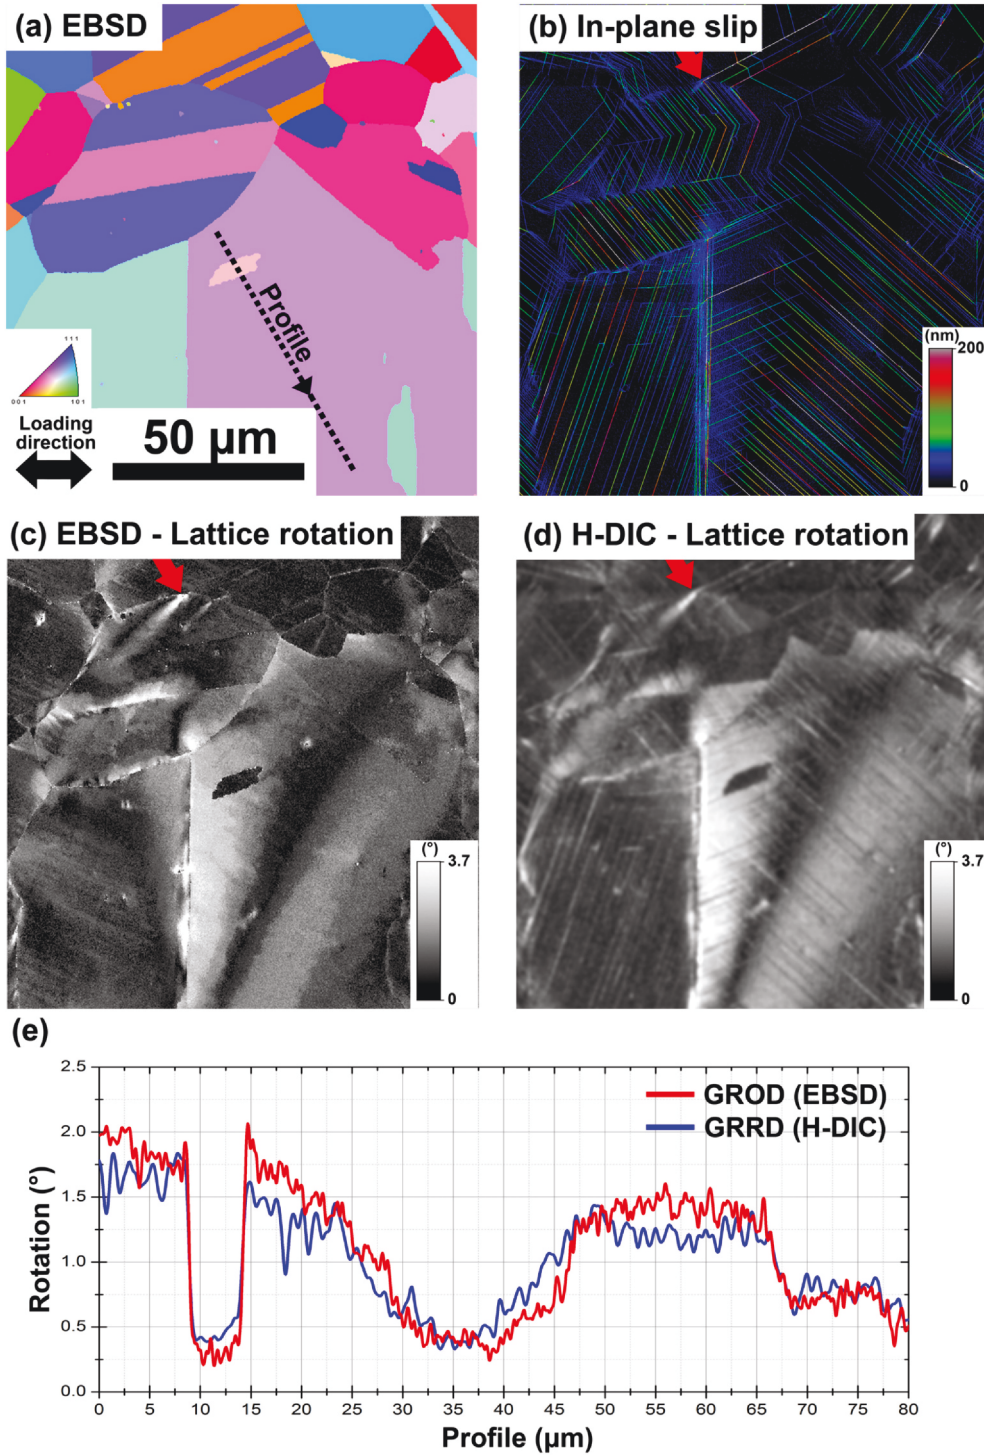 (a) EBSD
Profile
111
001
101
Loading
direction
50 µm
(b) In-plane slip
(nm)
200
0
(c) EBSD - Lattice rotation
(°)
3.7
0
(d) H-DIC - Lattice rotation
(°)
3.7
0
(e)
GROD (EBSD)
GRRD (H-DIC)
Rotation (°)
2.5
2.0
1.5
1.0
0.5
0.0
0 5 10 15 20 25 30 35 40 45 50 55 60 65 70 75 80
Profile (µm)